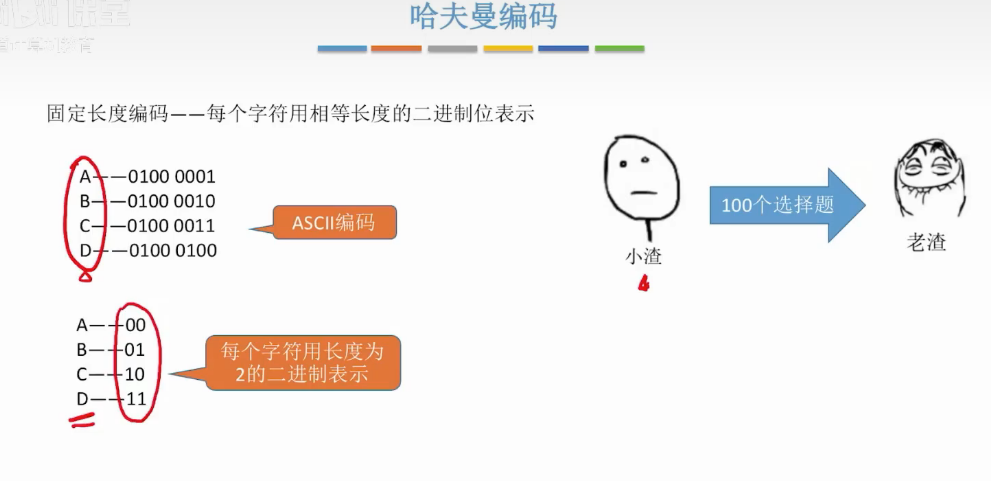 哈夫曼编码
固定长度编码——每个字符用相等长度的二进制位表示
A——0100 0001
B——0100 0010
C——0100 0011
D——0100 0100
ASCII编码
100个选择题
小渣
老渣
A——00
B——01
C——10
D——11
每个字符用长度为
2的二进制表示